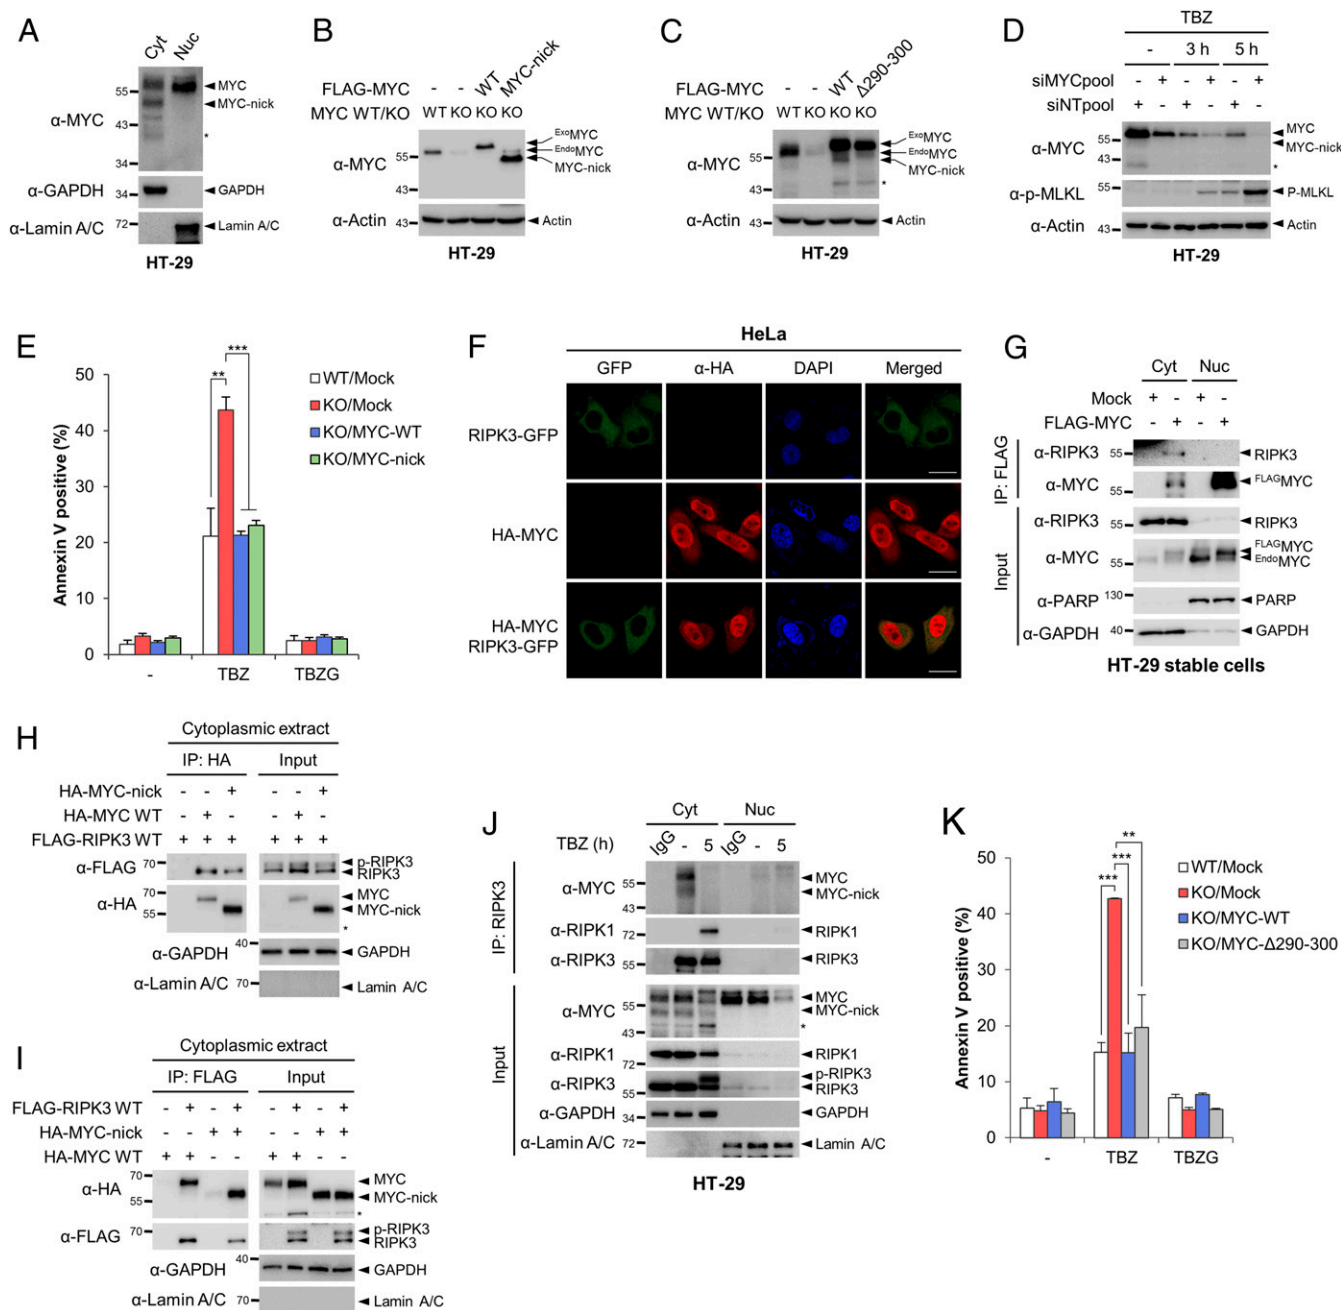 A
Cyt Nuc
55
43
34
α-MYC
MYC
MYC-nick
*
α-GAPDH
34
GAPDH
α-Lamin A/C
72
Lamin A/C
HT-29
B
FLAG-MYC - - WT MYC-nick
MYC WT/KO WT KO KO KO
α-MYC
55
43
ExoMYC
EndoMYC
MYC-nick
α-Actin
43
Actin
HT-29
C
FLAG-MYC - - WT Δ290-300
MYC WT/KO WT KO KO KO
α-MYC
55
43
ExoMYC
EndoMYC
MYC-nick
*
α-Actin
43
Actin
HT-29
D
TBZ
- 3 h 5 h
siMYCpool - + - + - +
siNTpool + - + - + -
α-MYC
55
43
MYC
MYC-nick
*
α-p-MLKL
55
P-MLKL
α-Actin
43
Actin
HT-29
E
Annexin V positive (%)
50
40
30
20
10
0
** ***
WT/Mock
KO/Mock
KO/MYC-WT
KO/MYC-nick
- TBZ TBZG
F
HeLa
GFP α-HA DAPI Merged
RIPK3-GFP
HA-MYC
HA-MYC
RIPK3-GFP
G
Cyt Nuc
Mock + - + -
FLAG-MYC - + - +
IP: FLAG
α-RIPK3
55
RIPK3
α-MYC
55
FLAGMYC
Input
α-RIPK3
55
RIPK3
α-MYC
55
FLAGMYC
EndoMYC
α-PARP
130
PARP
α-GAPDH
40
GAPDH
HT-29 stable cells
H
Cytoplasmic extract
IP: HA Input
HA-MYC-nick - - + - - +
HA-MYC WT - + - - + -
FLAG-RIPK3 WT + + + + + +
α-FLAG
70
p-RIPK3
RIPK3
α-HA
70
55
MYC
MYC-nick
*
α-GAPDH
40
GAPDH
α-Lamin A/C
70
Lamin A/C
I
Cytoplasmic extract
IP: FLAG Input
FLAG-RIPK3 WT - + - + - + - +
HA-MYC-nick - - + + - - + +
HA-MYC WT + + - - + + - -
α-HA
70
55
MYC
MYC-nick
*
α-FLAG
70
p-RIPK3
RIPK3
α-GAPDH
40
GAPDH
α-Lamin A/C
70
Lamin A/C
J
Cyt Nuc
TBZ (h) IgG - 5 IgG - 5
IP: RIPK3
α-MYC
55
43
MYC
MYC-nick
α-RIPK1
72
RIPK1
α-RIPK3
55
RIPK3
Input
α-MYC
55
43
MYC
MYC-nick
*
α-RIPK1
72
RIPK1
α-RIPK3
55
p-RIPK3
RIPK3
α-GAPDH
34
GAPDH
α-Lamin A/C
72
Lamin A/C
HT-29
K
Annexin V positive (%)
50
40
30
20
10
0
**
***
***
WT/Mock
KO/Mock
KO/MYC-WT
KO/MYC-Δ290-300
- TBZ TBZG